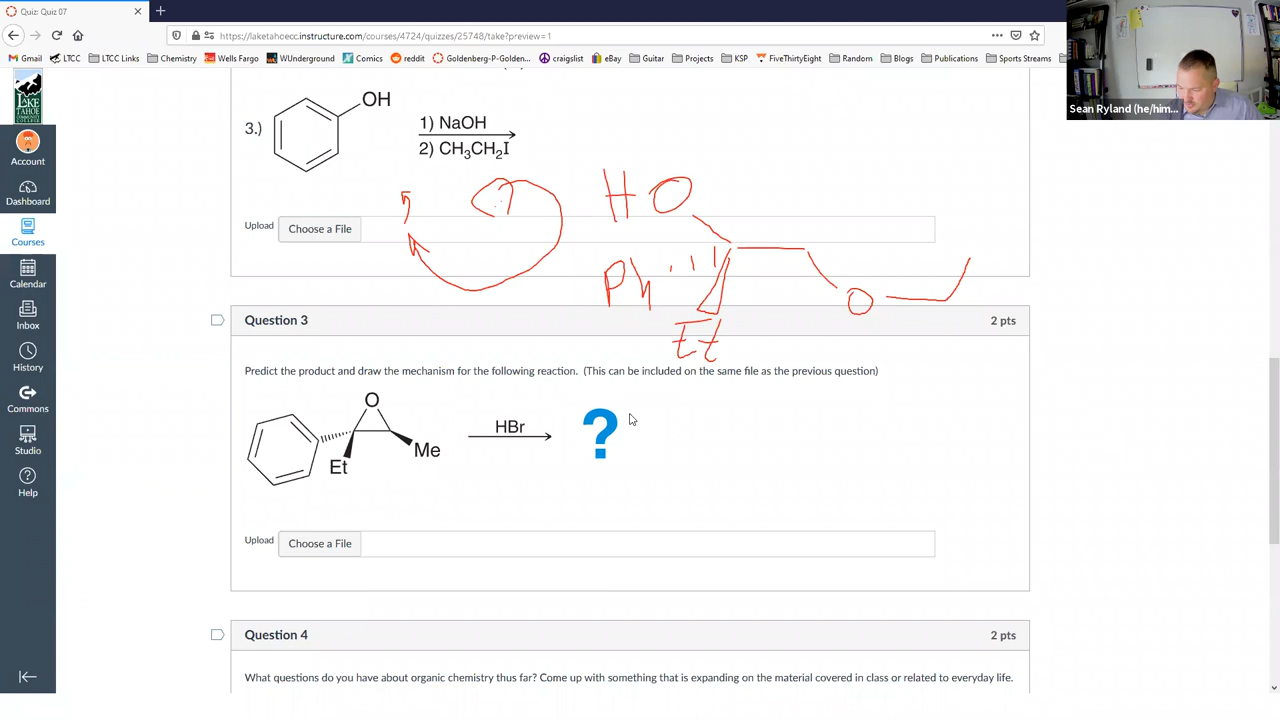 Quiz: Quiz 07
https://laketahoecc.instructure.com/courses/4724/quizzes/25748/take?preview=1
Gmail LTCC LTCC Links Chemistry Wells Fargo WUnderground Comics reddit Goldenberg-P-Golden... craigslist eBay Guitar Projects KSP FiveThirtyEight Random Blogs Publications Sports Streams
LAKE TAHOE
Account
Dashboard
Courses
Calendar
Inbox
History
Commons
Studio
Help
Sean Ryland (he/him...
3.)
OH
1) NaOH
2) CH3CH2I
HO
Ph
O
Et
Upload Choose a File
Question 3 2 pts
Predict the product and draw the mechanism for the following reaction. (This can be included on the same file as the previous question)
O
HBr
?
Me
Et
Upload Choose a File
Question 4 2 pts
What questions do you have about organic chemistry thus far? Come up with something that is expanding on the material covered in class or related to everyday life.